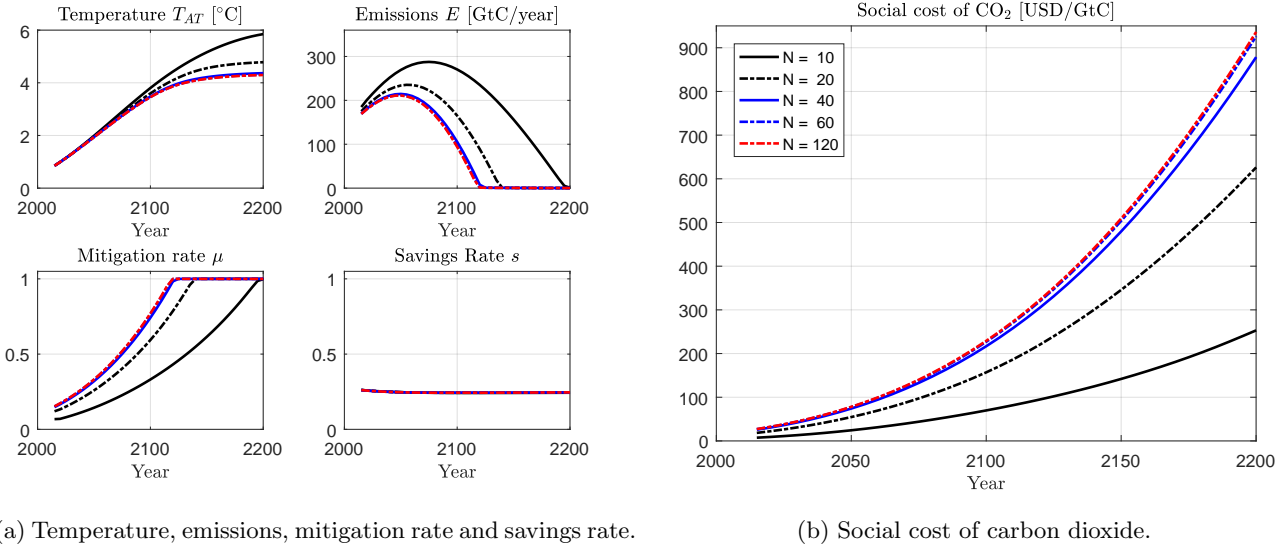 Temperature T_AT [°C]
6
4
2
0
2000 2100 2200
Year
Emissions E [GtC/year]
300
200
100
0
2000 2100 2200
Year
Mitigation rate μ
1
0.5
0
2000 2100 2200
Year
Savings Rate s
1
0.5
0
2000 2100 2200
Year
(a) Temperature, emissions, mitigation rate and savings rate.
Social cost of CO₂ [USD/GtC]
900
800
700
600
500
400
300
200
100
0
N = 10
N = 20
N = 40
N = 60
N = 120
2000 2050 2100 2150 2200
Year
(b) Social cost of carbon dioxide.